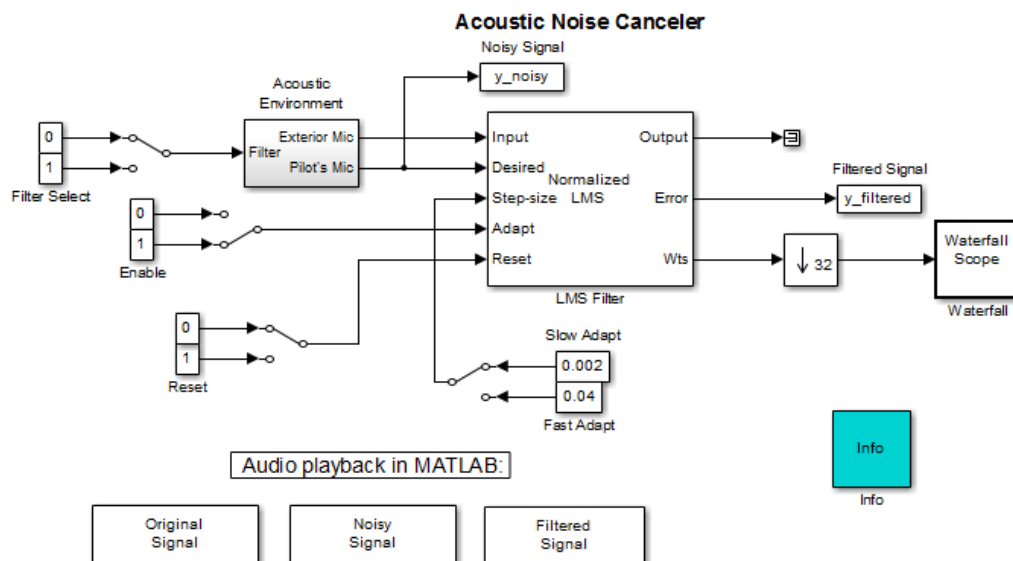 Acoustic Noise Canceler
Noisy Signal
y_noisy
Acoustic
Environment
Filter
Exterior Mic
Pilot's Mic
0
1
Filter Select
0
1
Enable
0
1
Reset
Input
Desired
Step-size
Adapt
Reset
Normalized
LMS
Output
Error
Wts
LMS Filter
Filtered Signal
y_filtered
32
Waterfall
Scope
Waterfall
Slow Adapt
0.002
0.04
Fast Adapt
Info
Info
Audio playback in MATLAB:
Original
Signal
Noisy
Signal
Filtered
Signal